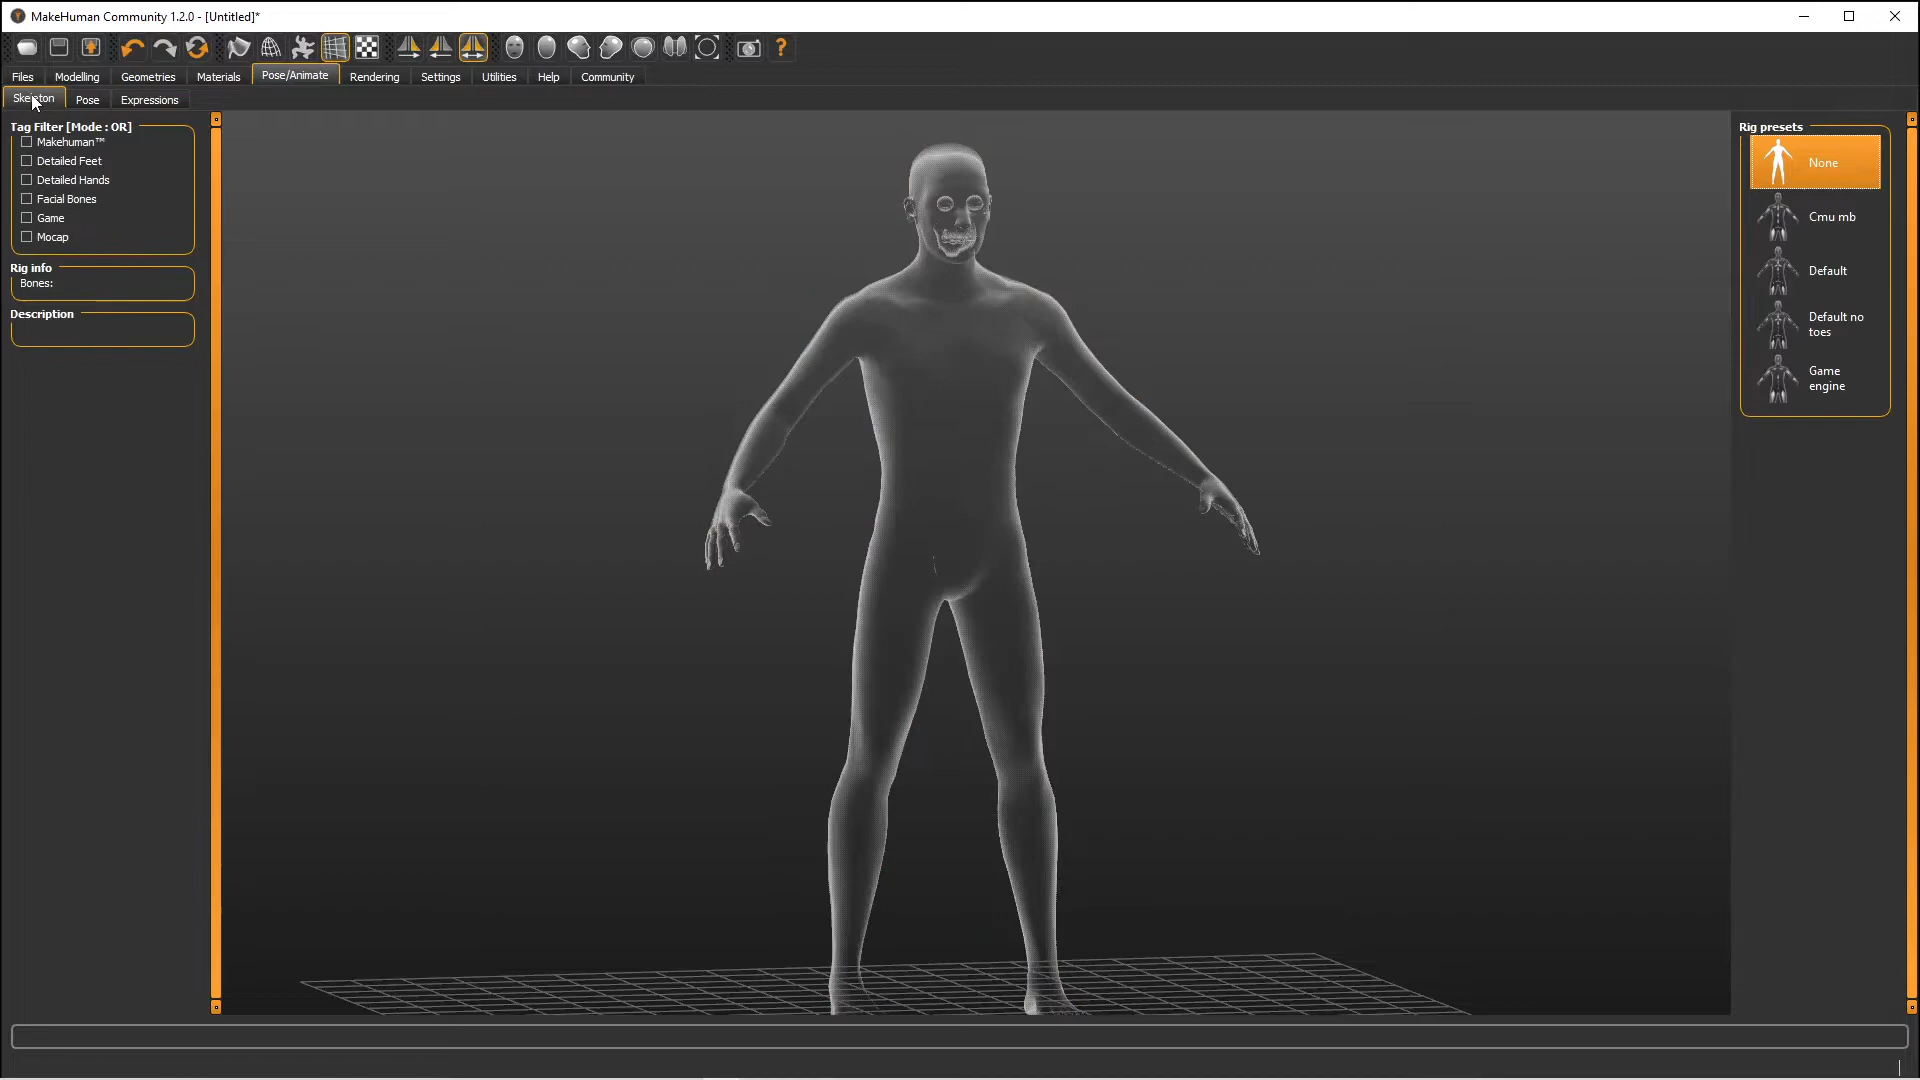 MakeHuman Community 1.2.0 - [Untitled]*
Files Modelling Geometries Materials Pose/Animate Rendering Settings Utilities Help Community
Skeleton Pose Expressions
Tag Filter [Mode : OR]
Makehuman™
Detailed Feet
Detailed Hands
Facial Bones
Game
Mocap
Rig info
Bones:
Description
Rig presets
None
Cmu mb
Default
Default no
toes
Game
engine